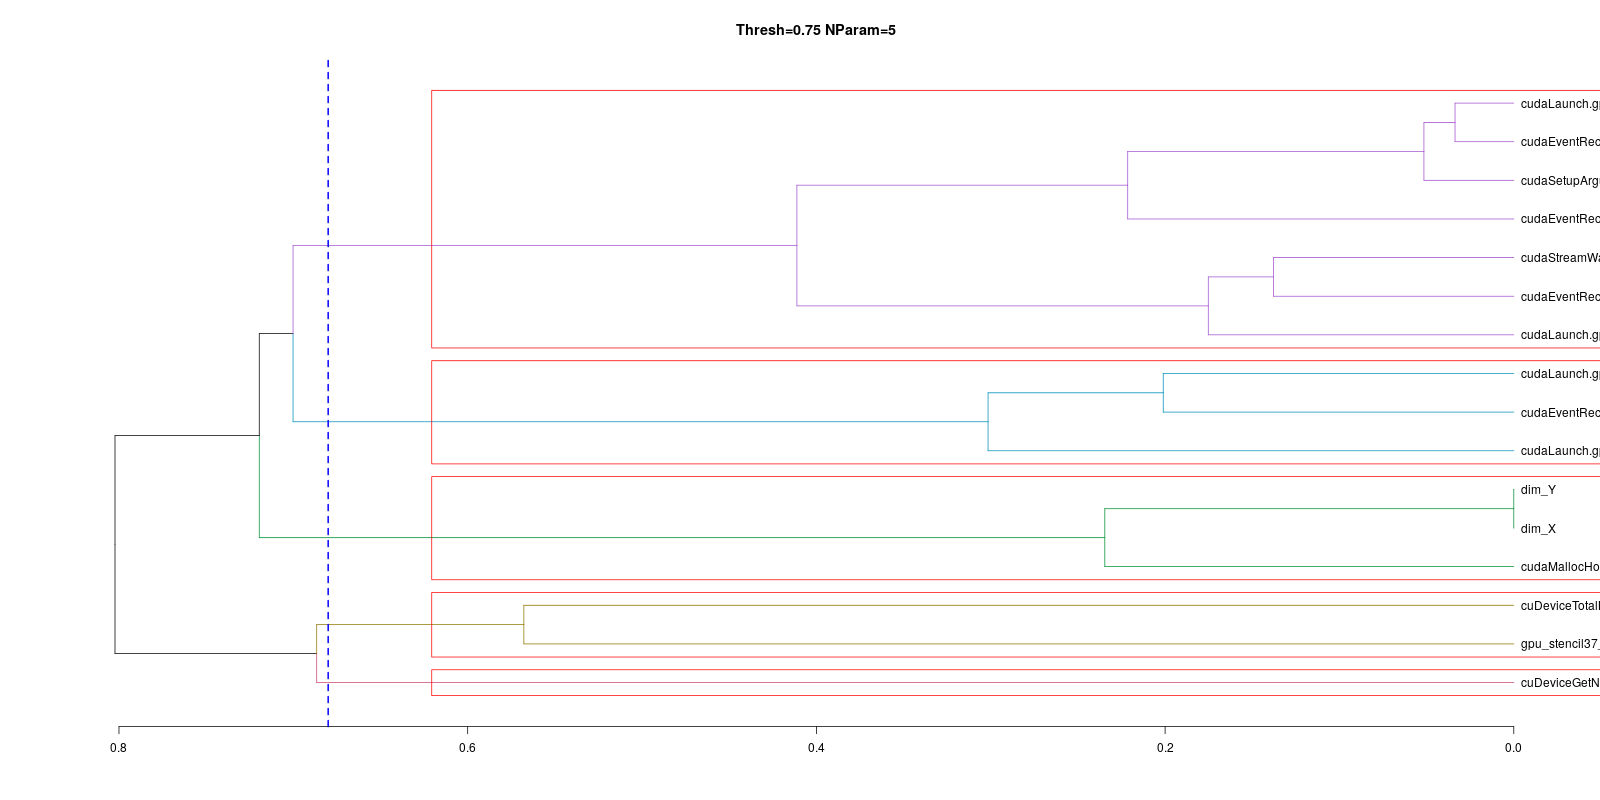 Thresh=0.75 NParam=5
cudaLaunch.g
cudaEventRec
cudaSetupArg
cudaEventRec
cudaStreamWa
cudaEventRec
cudaLaunch.g
cudaLaunch.g
cudaEventRec
cudaLaunch.g
dim_Y
dim_X
cudaMallocHo
cuDeviceTotal
gpu_stencil37_
cuDeviceGetN
0.8 0.6 0.4 0.2 0.0